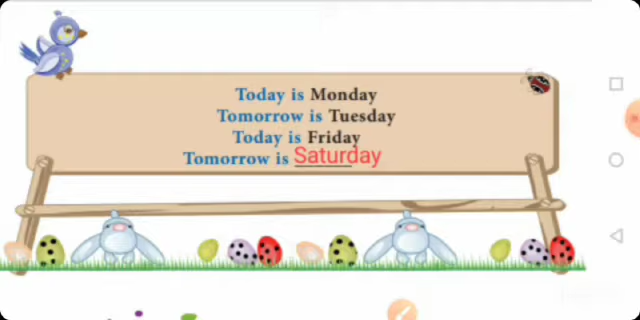 Today is Monday
Tomorrow is Tuesday
Today is Friday
Tomorrow is Saturday